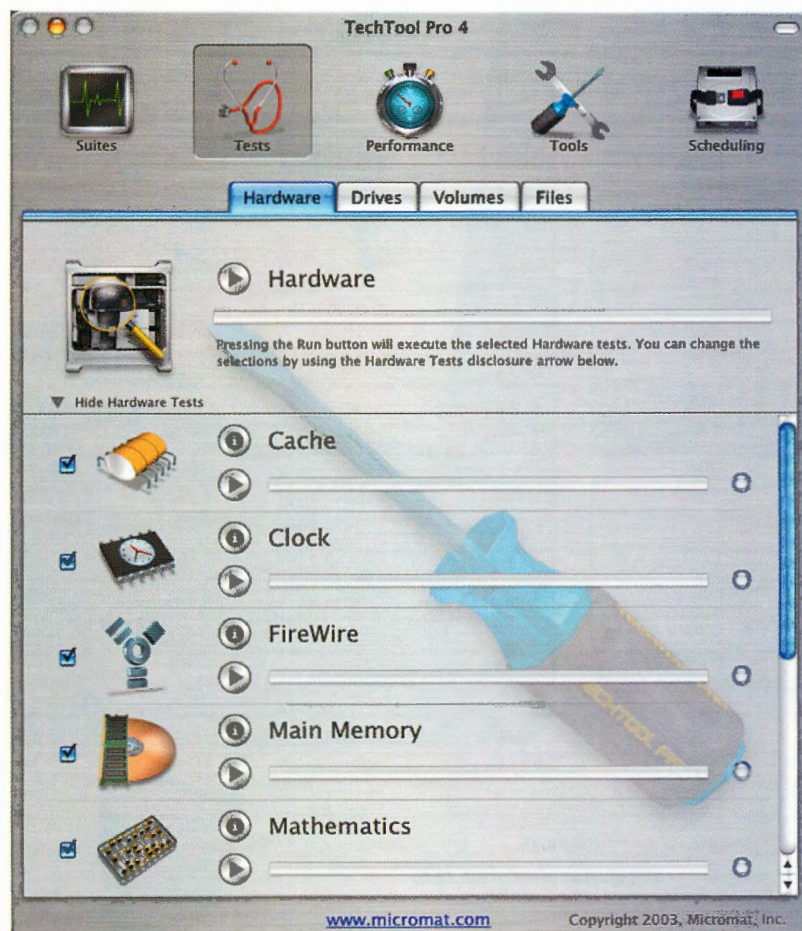 TechTool Pro 4
Suites
Tests
Performance
Tools
Scheduling
Hardware
Drives
Volumes
Files
Hardware
Pressing the Run button will execute the selected Hardware tests. You can change the
selections by using the Hardware Tests disclosure arrow below.
Hide Hardware Tests
Cache
Clock
FireWire
Main Memory
Mathematics
TECHTOOL PRO
www.micromat.com
Copyright 2003, Micromat, Inc.